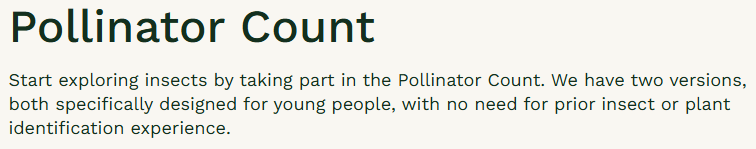 Pollinator Count
Start exploring insects by taking part in the Pollinator Count. We have two versions,
both specifically designed for young people, with no need for prior insect or plant
identification experience.